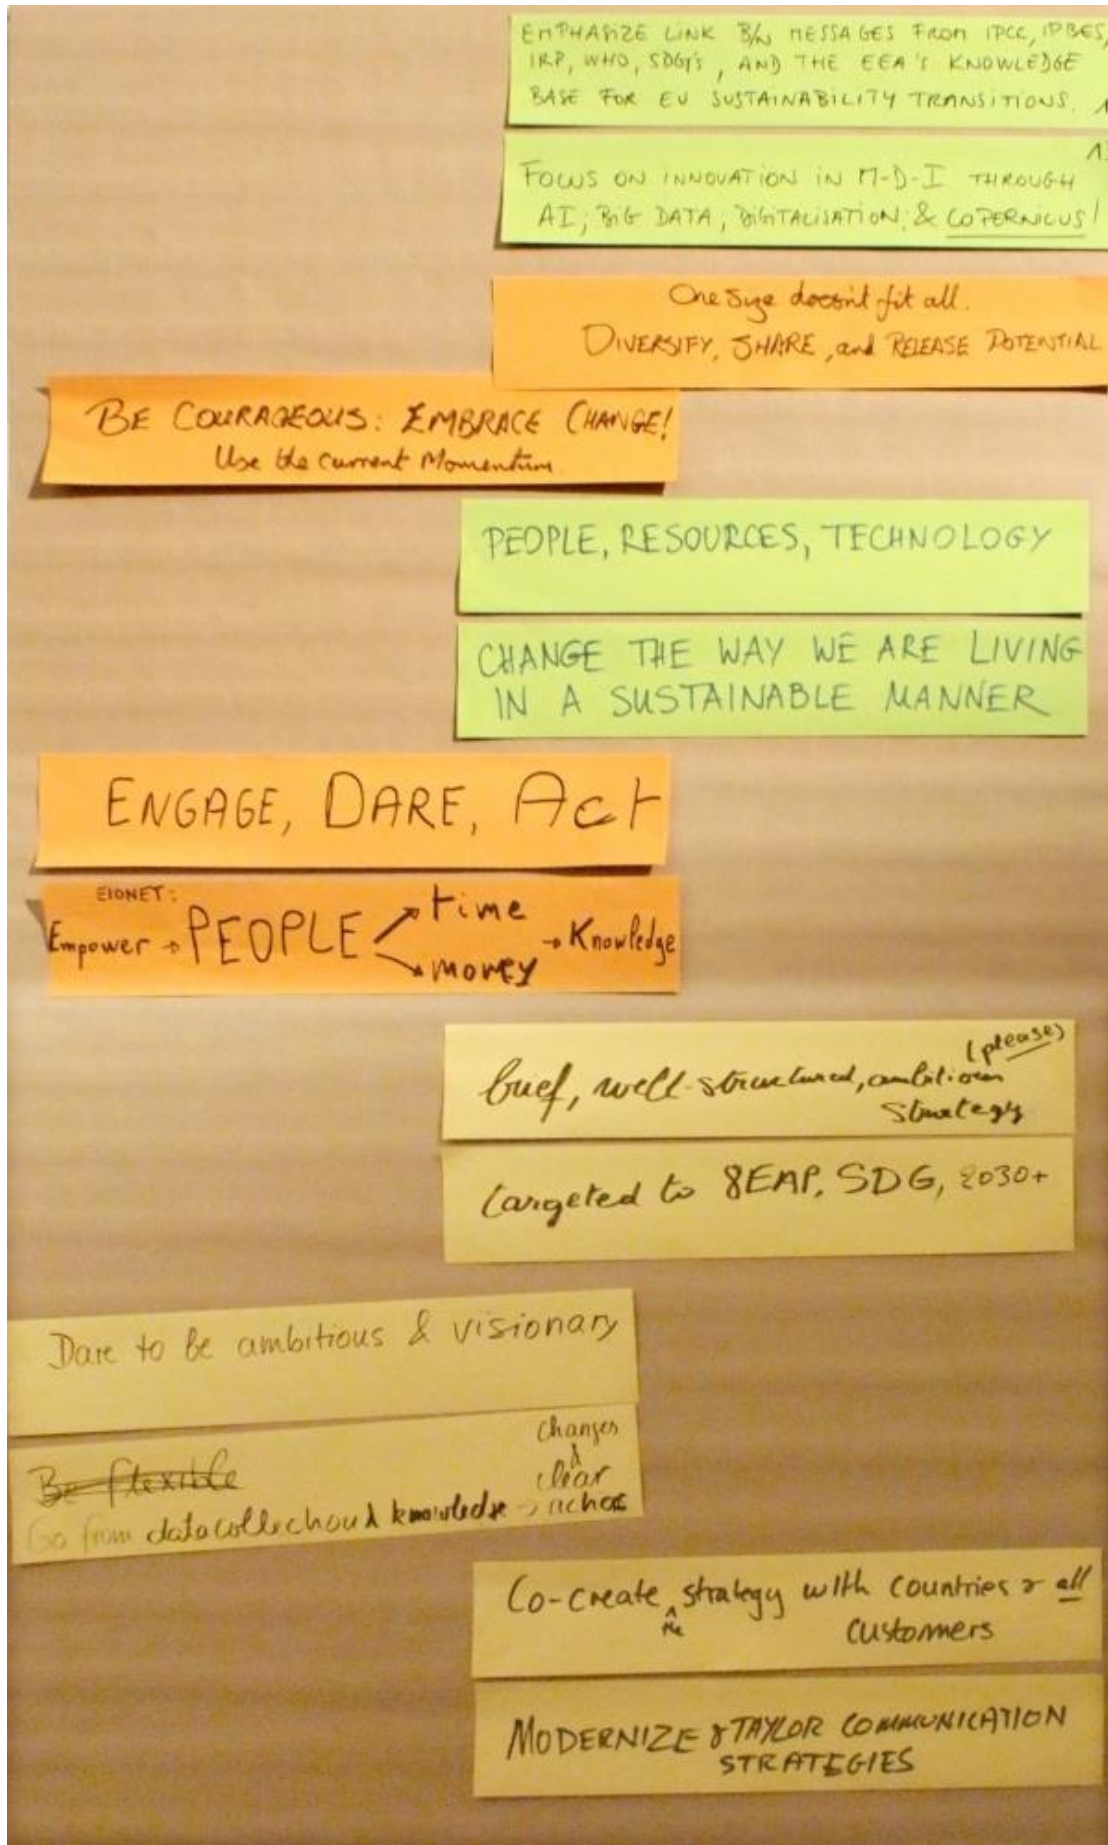 EMPHASIZE LINK B/W MESSAGES FROM IPCC, IPBES,
IRP, WHO, SDG's, AND THE EEA'S KNOWLEDGE
BASE FOR EU SUSTAINABILITY TRANSITIONS.
FOCUS ON INNOVATION IN M-D-I THROUGH
AI, BIG DATA, DIGITALISATION, & COPERNICUS!
One Size doesn't fit all.
DIVERSIFY, SHARE, and RELEASE POTENTIAL
BE COURAGEOUS: EMBRACE CHANGE!
Use the current Momentum.
PEOPLE, RESOURCES, TECHNOLOGY
CHANGE THE WAY WE ARE LIVING
IN A SUSTAINABLE MANNER
ENGAGE, DARE, Act
EIONET:
Empower → PEOPLE → time → money → Knowledge
(please)
brief, well-structured, ambitious
strategy
targeted to 8EAP, SDG, 2030+
Dare to be ambitious & visionary
changes
Be flexible & clear
Go from data collection & knowledge →
Co-create the strategy with countries & all
customers
MODERNIZE & TAYLOR COMMUNICATION
STRATEGIES